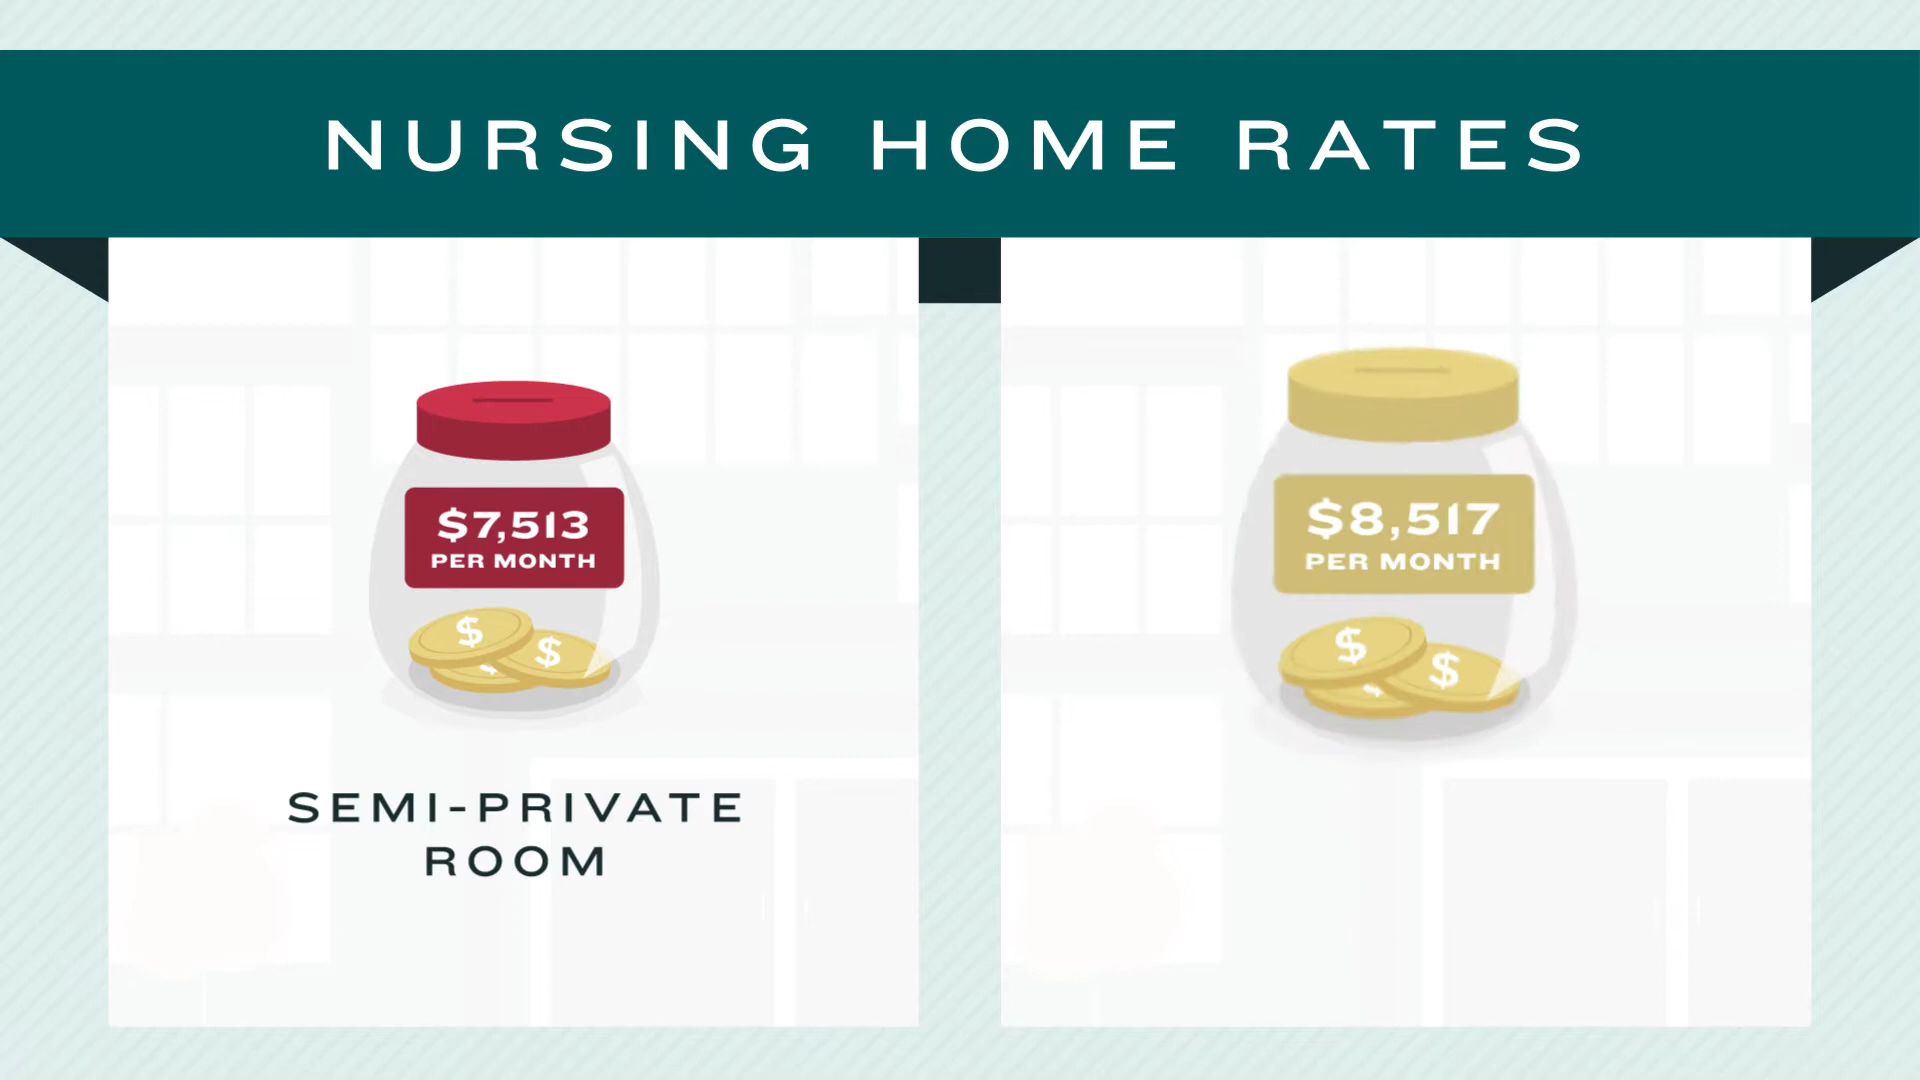 NURSING HOME RATES
$7,513
PER MONTH
$
$
$
SEMI-PRIVATE
ROOM
$8,517
PER MONTH
$
$
$